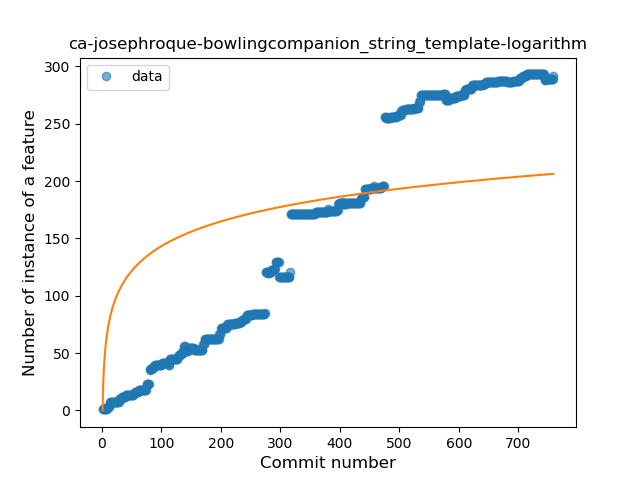 ca-josephroque-bowlingcompanion_string_template-logarithm
data
Number of instance of a feature
300
250
200
150
100
50
0
0 100 200 300 400 500 600 700
Commit number